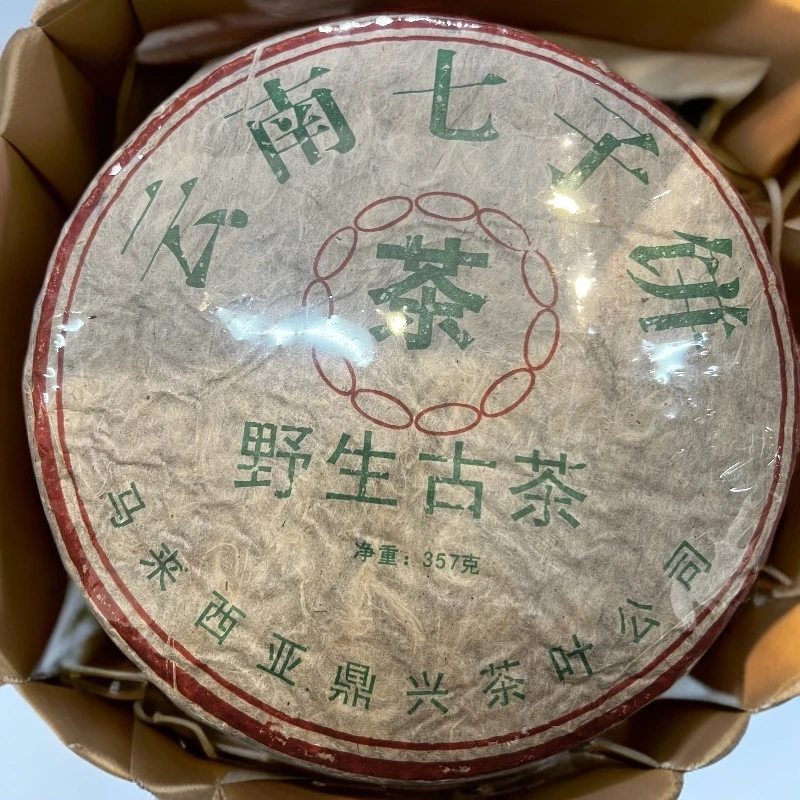 云南七子饼
茶
野生古茶
净重：357克
马来西亚鼎兴茶叶公司